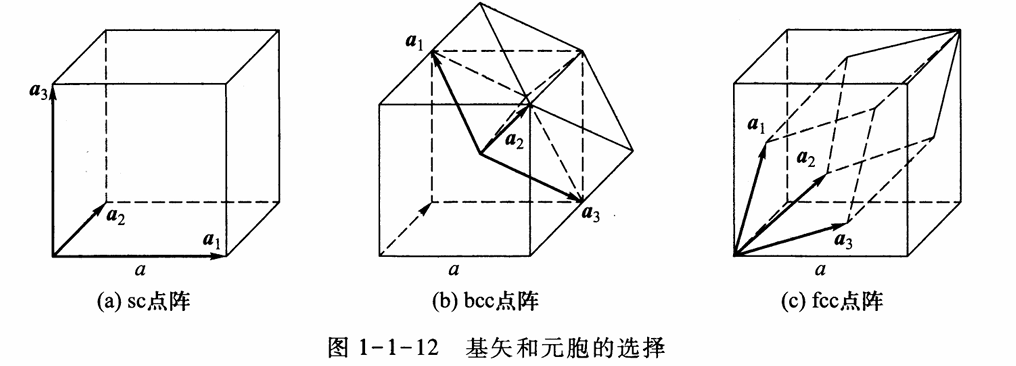 a₁
a₃
a₂
a₁
a
a₂
a₃
a
a₁
a₂
a₃
a
(a) sc点阵
(b) bcc点阵
(c) fcc点阵
图 1-1-12 基矢和元胞的选择